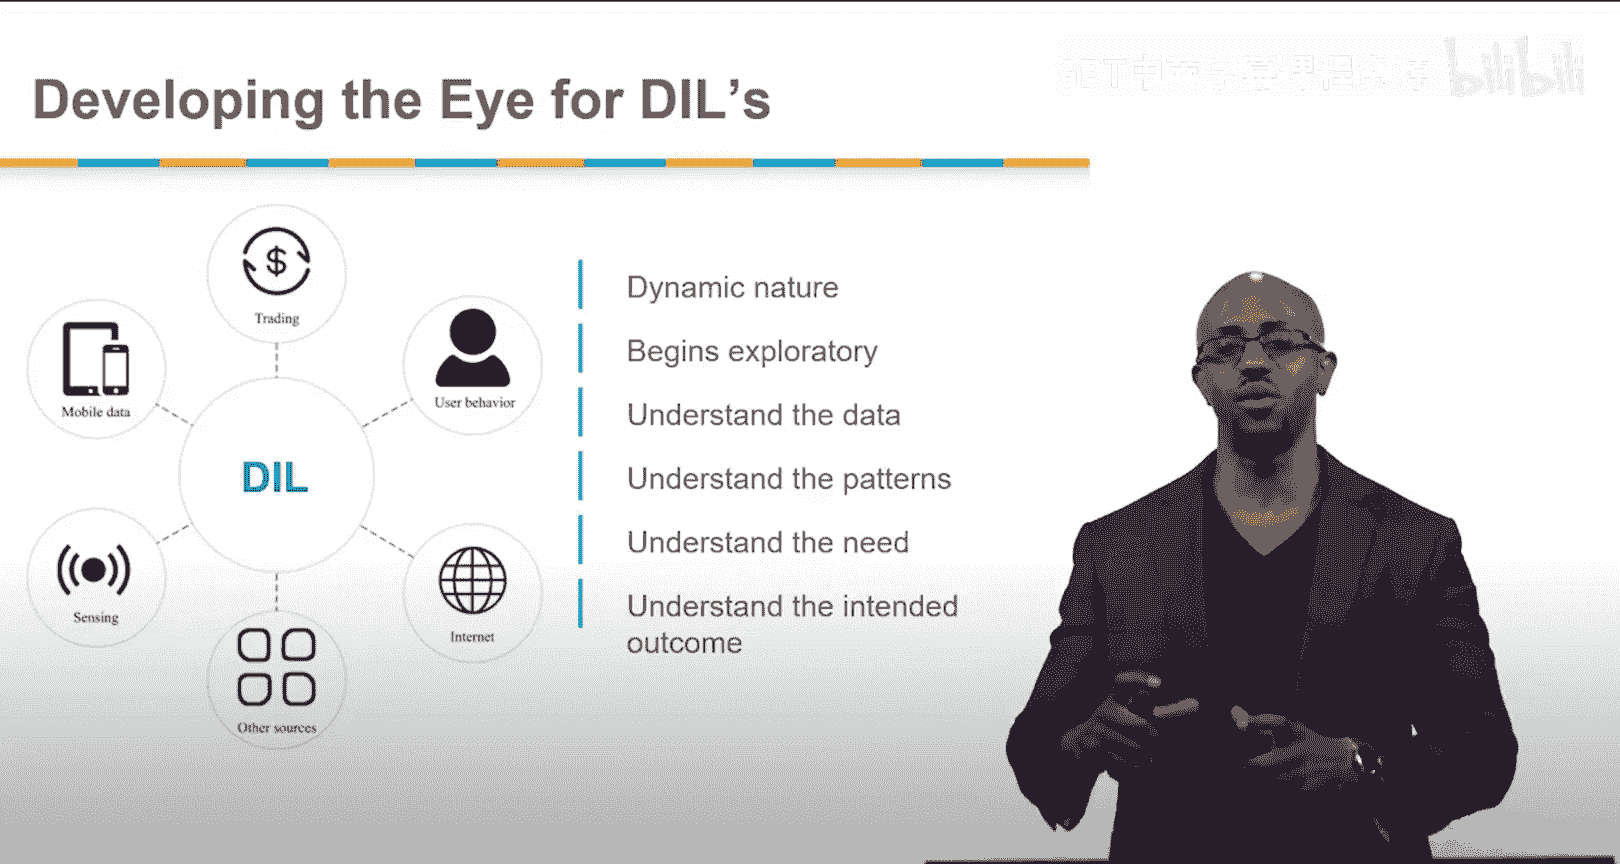 Developing the Eye for DIL's
bilibili
Trading
Mobile data
User behavior
DIL
Sensing
Internet
Other sources
Dynamic nature
Begins exploratory
Understand the data
Understand the patterns
Understand the need
Understand the intended
outcome